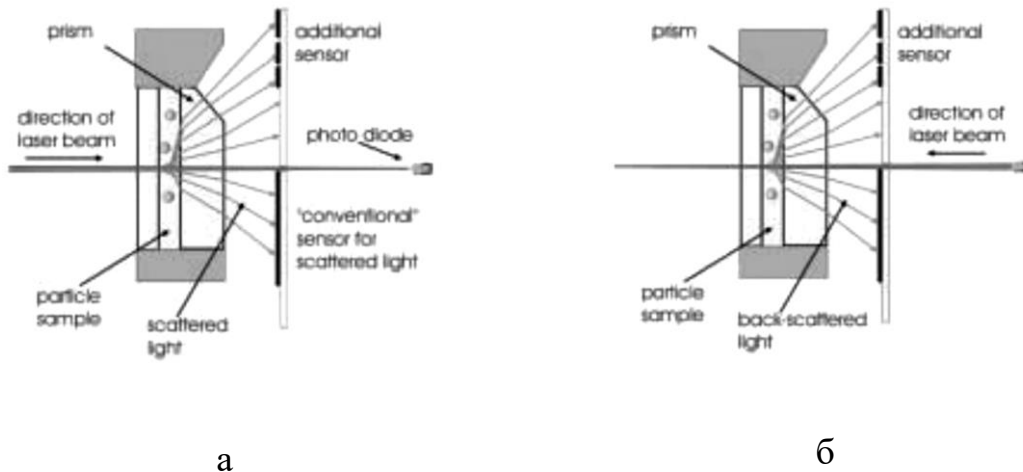 prism
additional
sensor
direction of
laser beam
photo diode
"conventional"
sensor for
scattered light
particle
sample
scattered
light
а
prism
additional
sensor
direction of
laser beam
particle
sample
back-scattered
light
б